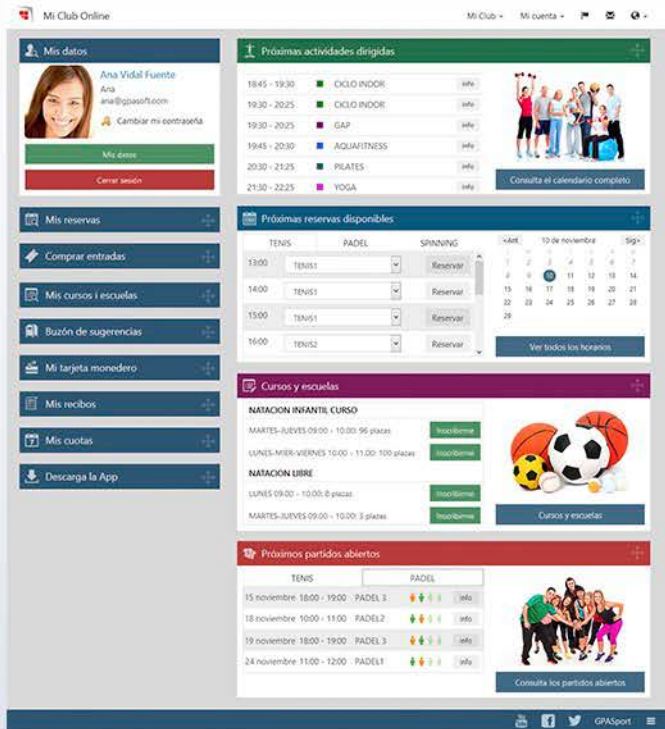 Mi Club Online
Mi Club
Mi cuenta
Mis datos
Ana Vidal Fuente
Ana
ana@gpasoft.com
Cambiar mi contraseña
Mis datos
Cerrar sesión
Mis reservas
Comprar entradas
Mis cursos i escuelas
Buzón de sugerencias
Mi tarjeta monedero
Mis recibos
Mis cuotas
Descarga la App
Próximas actividades dirigidas
18:45 - 19:30 CICLO INDOR info
19:30 - 20:25 CICLO INDOR info
19:30 - 20:25 GAP info
19:45 - 20:30 AQUAFITNESS info
20:30 - 21:25 PILATES info
21:30 - 22:25 YOGA info
Consulta el calendario completo
Próximas reservas disponibles
TENIS PADEL SPINNING
13:00 TENIS1 Reservar
14:00 TENIS1 Reservar
15:00 TENIS1 Reservar
16:00 TENIS2 Reservar
<Ant 10 de noviembre Sig>
1 2 3 4 5 6 7
8 9 10 11 12 13 14
15 16 17 18 19 20 21
22 23 24 25 26 27 28
29
Ver todos los horarios
Cursos y escuelas
NATACION INFANTIL CURSO
MARTES-JUEVES 09:00 - 10:00: 96 plazas Inscribirme
LUNES-MIER-VIERNES 10:00 - 11:00: 100 plazas Inscribirme
NATACION LIBRE
LUNES 09:00 - 10:00: 8 plazas Inscribirme
MARTES-JUEVES 09:00 - 10:00: 3 plazas Inscribirme
Cursos y escuelas
Próximos partidos abiertos
TENIS PADEL
15 noviembre 18:00 - 19:00 PADEL 3 info
18 noviembre 10:00 - 11:00 PADEL2 info
19 noviembre 18:00 - 19:00 PADEL 3 info
24 noviembre 11:00 - 12:00 PADEL1 info
Consulta los partidos abiertos
GPASport